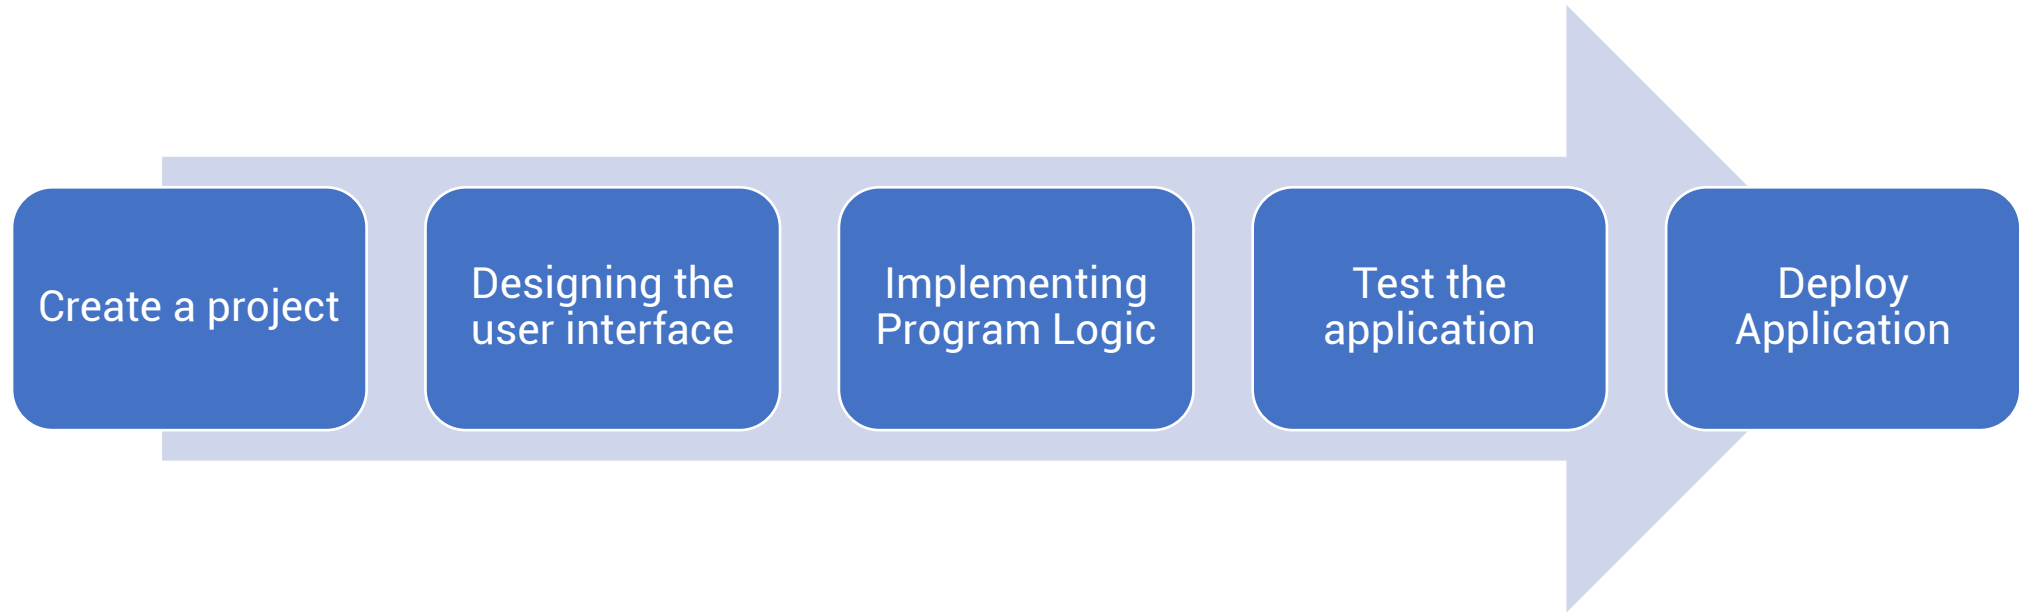 Create a project
Designing the
user interface
Implementing
Program Logic
Test the
application
Deploy
Application